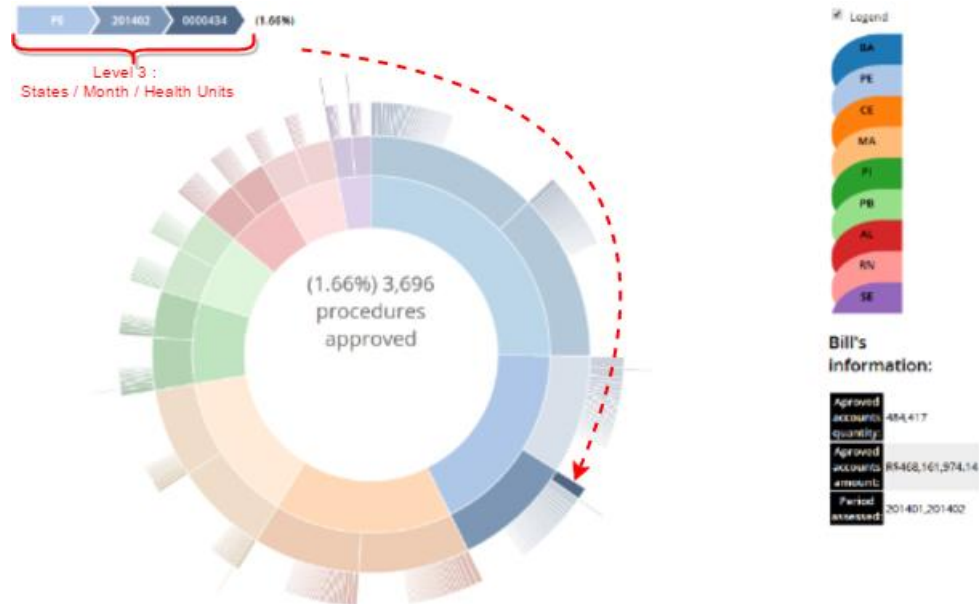 PE 201402 0000434 (1.66%)
Level 3 :
States / Month / Health Units
(1.66%) 3,696
procedures
approved
Legend
BA
PE
CE
MA
PI
PB
AL
RN
SE
Bill's
information:
Aproved
accounts
quantity:
484,417
Aproved
accounts
amount:
R$468,161,974.14
Period
assessed:
201401,201402